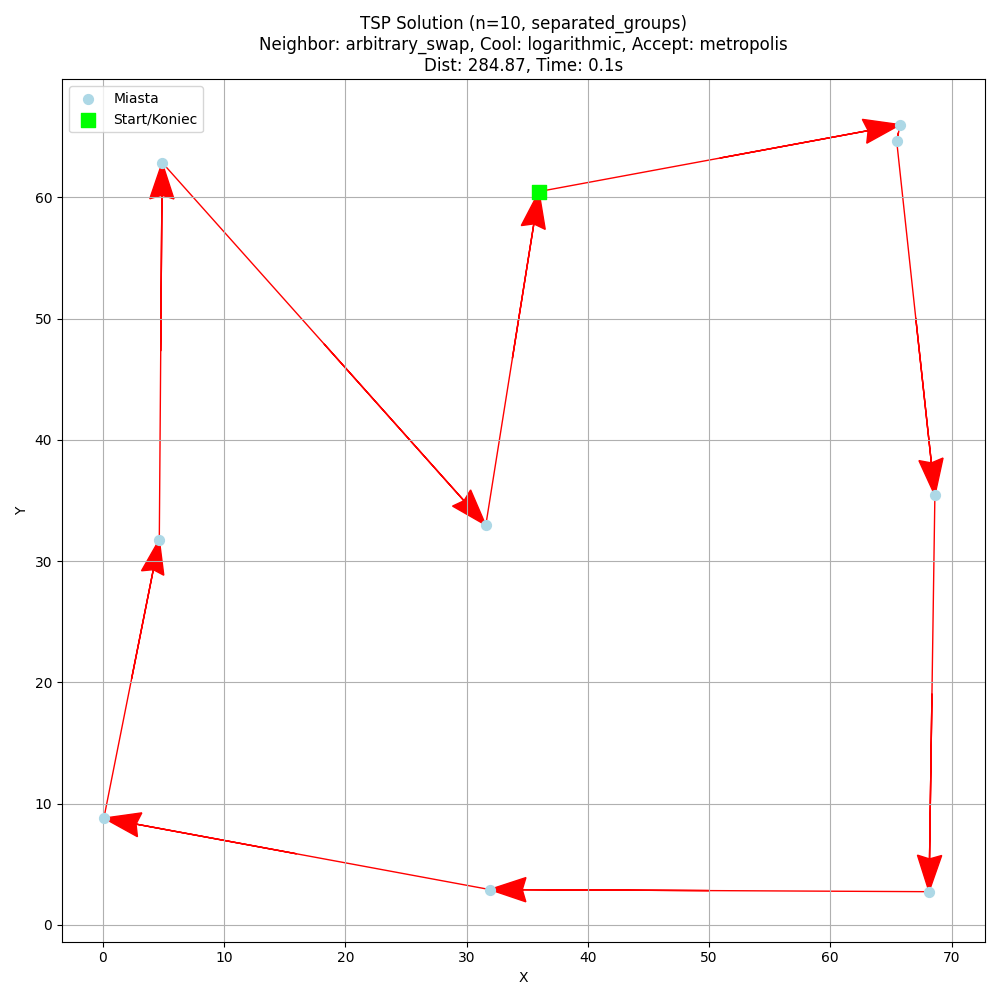 TSP Solution (n=10, separated_groups)
Neighbor: arbitrary_swap, Cool: logarithmic, Accept: metropolis
Dist: 284.87, Time: 0.1s
Miasta
Start/Koniec
60
50
40
30
20
10
0
Y
0 10 20 30 40 50 60 70
X